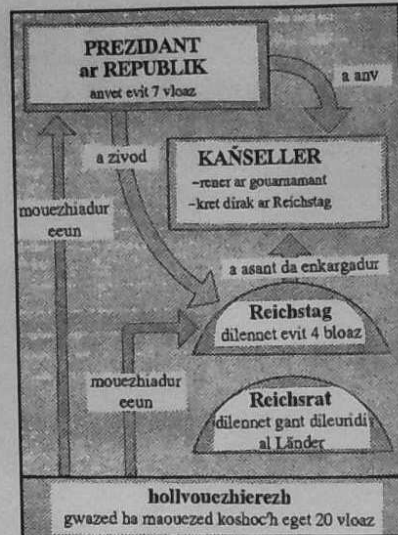 PREZIDANT
ar REPUBLIK
anvet evit 7 vloaz
a anv
a zivod
KAÑSELLER
–rener ar gouarnamant
–kret dirak ar Reichstag
mouezhiadur
eeun
a asant da enkargadur
Reichstag
dilennet evit 4 bloaz
mouezhiadur
eeun
Reichsrat
dilennet gant dileuridi
al Länder
hollvouezhierezh
gwazed ha maouezed koshoc'h eget 20 vloaz